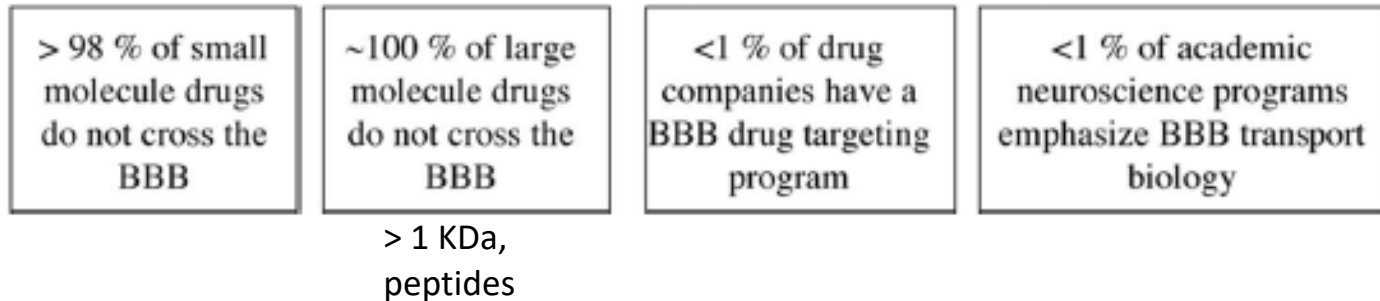 > 98 % of small
molecule drugs
do not cross the
BBB
~100 % of large
molecule drugs
do not cross the
BBB
> 1 KDa,
peptides
<1 % of drug
companies have a
BBB drug targeting
program
<1 % of academic
neuroscience programs
emphasize BBB transport
biology